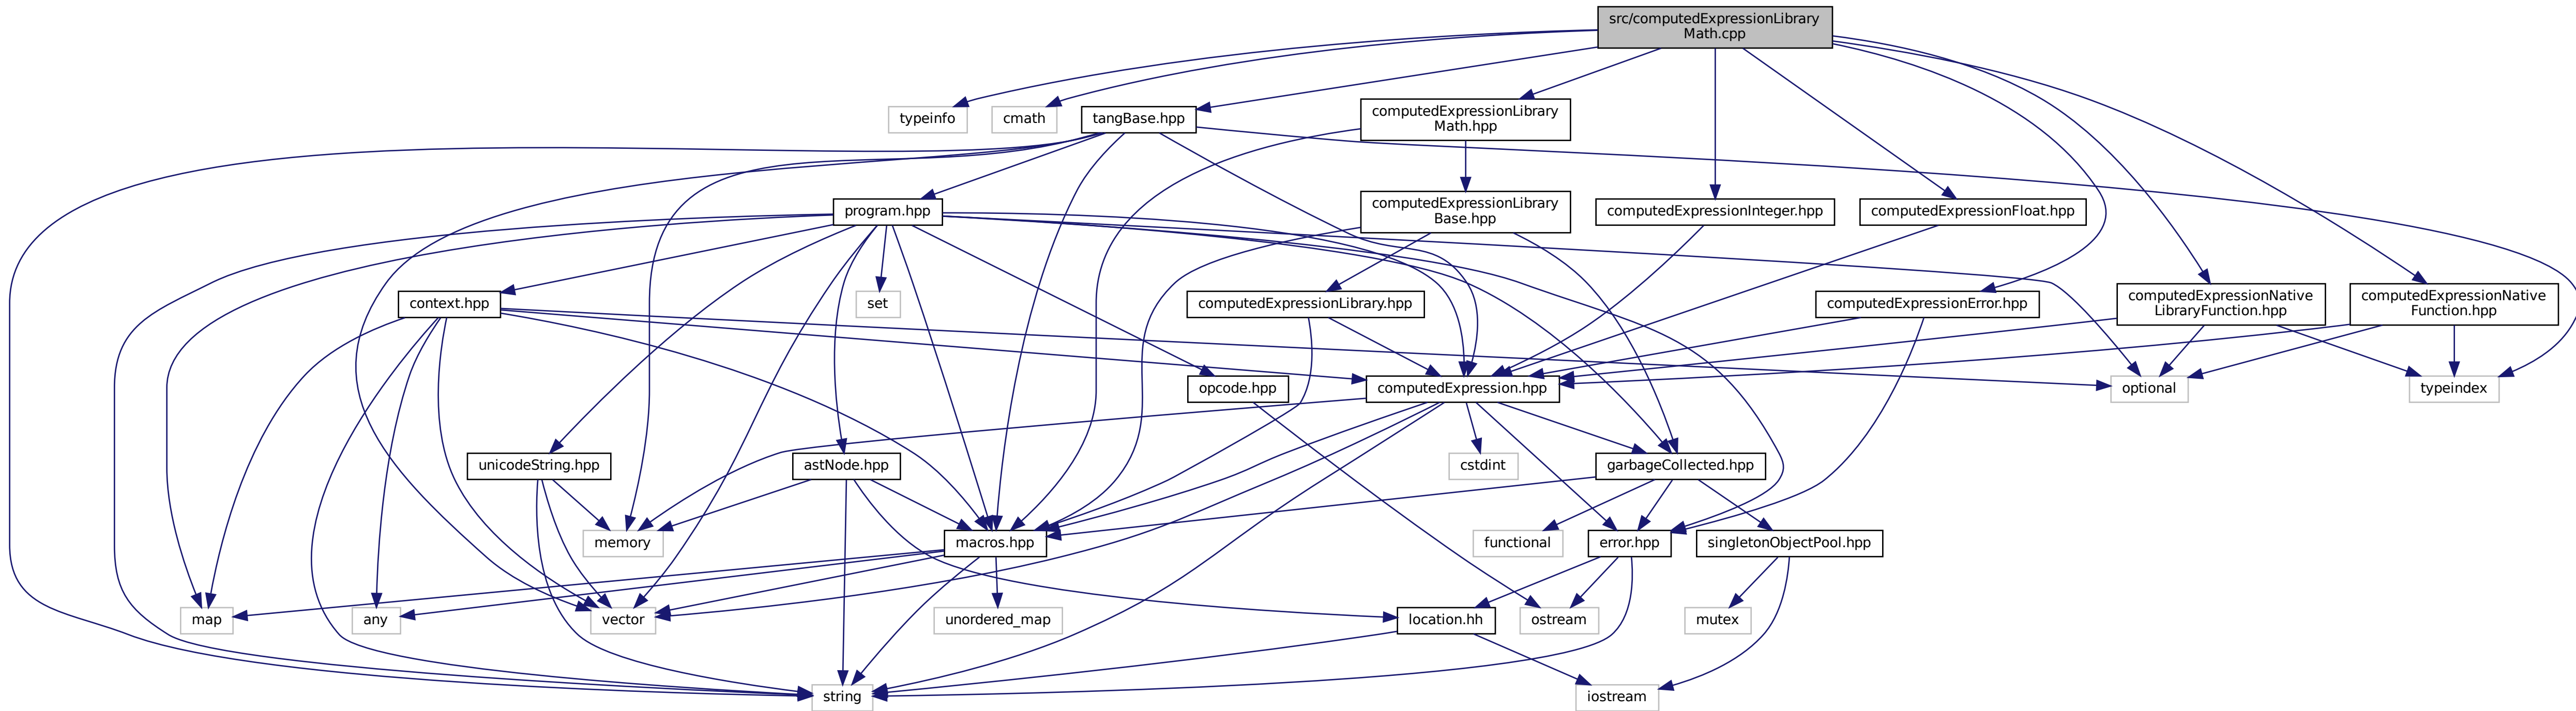 src/computedExpressionLibrary
Math.cpp
typeinfo
cmath
tangBase.hpp
computedExpressionLibrary
Math.hpp
program.hpp
computedExpressionLibrary
Base.hpp
computedExpressionInteger.hpp
computedExpressionFloat.hpp
context.hpp
set
computedExpressionLibrary.hpp
computedExpressionError.hpp
computedExpressionNative
LibraryFunction.hpp
computedExpressionNative
Function.hpp
opcode.hpp
computedExpression.hpp
optional
typeindex
unicodeString.hpp
astNode.hpp
cstdint
garbageCollected.hpp
memory
macros.hpp
functional
error.hpp
singletonObjectPool.hpp
map
any
vector
unordered_map
location.hh
ostream
mutex
string
iostream